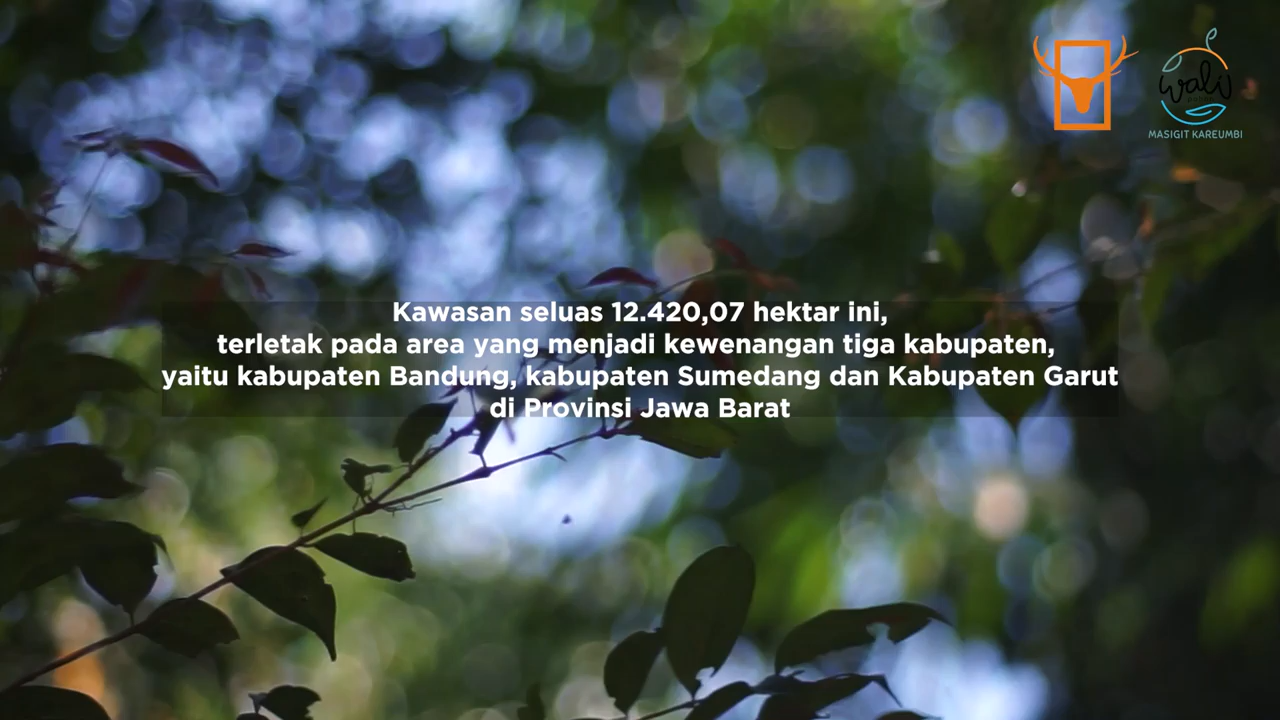 wali
MASIGIT KAREUMBI
Kawasan seluas 12.420,07 hektar ini,
terletak pada area yang menjadi kewenangan tiga kabupaten,
yaitu kabupaten Bandung, kabupaten Sumedang dan Kabupaten Garut
di Provinsi Jawa Barat